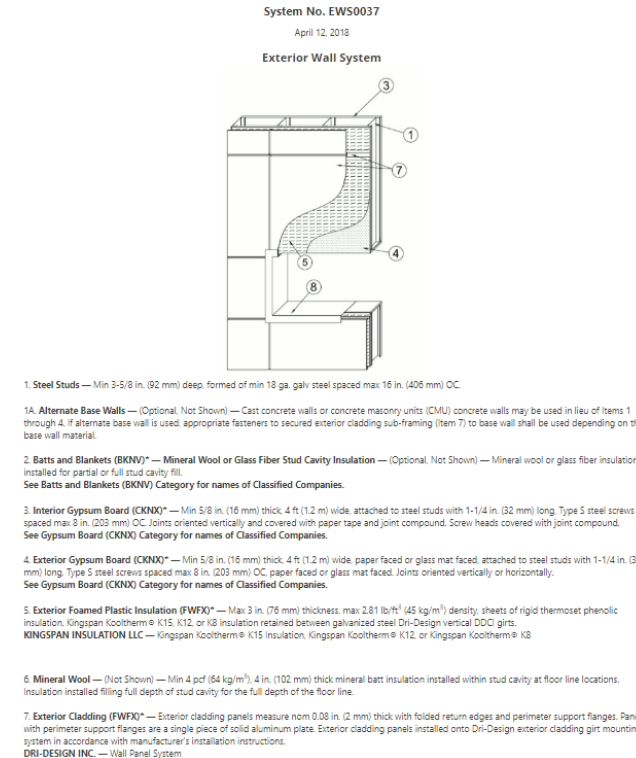 System No. EWS0037
April 12, 2018
Exterior Wall System
3
1
7
4
5
8
1. Steel Studs — Min 3-5/8 in. (92 mm) deep, formed of min 18 ga. galv steel spaced max 16 in. (406 mm) OC.
1A. Alternate Base Walls — (Optional, Not Shown) — Cast concrete walls or concrete masonry units (CMU) concrete walls may be used in lieu of Items 1
through 4. If alternate base wall is used, appropriate fasteners to secured exterior cladding sub-framing (Item 7) to base wall shall be used depending on th
base wall material.
2. Batts and Blankets (BKNV)* — Mineral Wool or Glass Fiber Stud Cavity Insulation — (Optional, Not Shown) — Mineral wool or glass fiber insulation
installed for partial or full stud cavity fill.
See Batts and Blankets (BKNV) Category for names of Classified Companies.
3. Interior Gypsum Board (CKNX)* — Min 5/8 in. (16 mm) thick, 4 ft (1.2 m) wide, attached to steel studs with 1-1/4 in. (32 mm) long, Type S steel screws
spaced max 8 in. (203 mm) OC. Joints oriented vertically and covered with paper tape and joint compound. Screw heads covered with joint compound.
See Gypsum Board (CKNX) Category for names of Classified Companies.
4. Exterior Gypsum Board (CKNX)* — Min 5/8 in. (16 mm) thick, 4 ft (1.2 m) wide, paper faced or glass mat faced, attached to steel studs with 1-1/4 in. (3
mm) long, Type S steel screws spaced max 8 in. (203 mm) OC, paper faced or glass mat faced. Joints oriented vertically or horizontally.
See Gypsum Board (CKNX) Category for names of Classified Companies.
5. Exterior Foamed Plastic Insulation (FWFX)* — Max 3 in. (76 mm) thickness, max 2.81 lb/ft³ (45 kg/m³) density, sheets of rigid thermoset phenolic
insulation. Kingspan Kooltherm® K15, K12, or K8 insulation retained between galvanized steel Dri-Design vertical DDCI girts.
KINGSPAN INSULATION LLC — Kingspan Kooltherm® K15 Insulation, Kingspan Kooltherm® K12, or Kingspan Kooltherm® K8
6. Mineral Wool — (Not Shown) — Min 4 pcf (64 kg/m³), 4 in. (102 mm) thick mineral batt insulation installed within stud cavity at floor line locations.
Insulation installed filling full depth of stud cavity for the full depth of the floor line.
7. Exterior Cladding (FWFX)* — Exterior cladding panels measure nom 0.08 in. (2 mm) thick with folded return edges and perimeter support flanges. Pane
with perimeter support flanges are a single piece of solid aluminum plate. Exterior cladding panels installed onto Dri-Design exterior cladding girt mountin
system in accordance with manufacturer's installation instructions.
DRI-DESIGN INC. — Wall Panel System